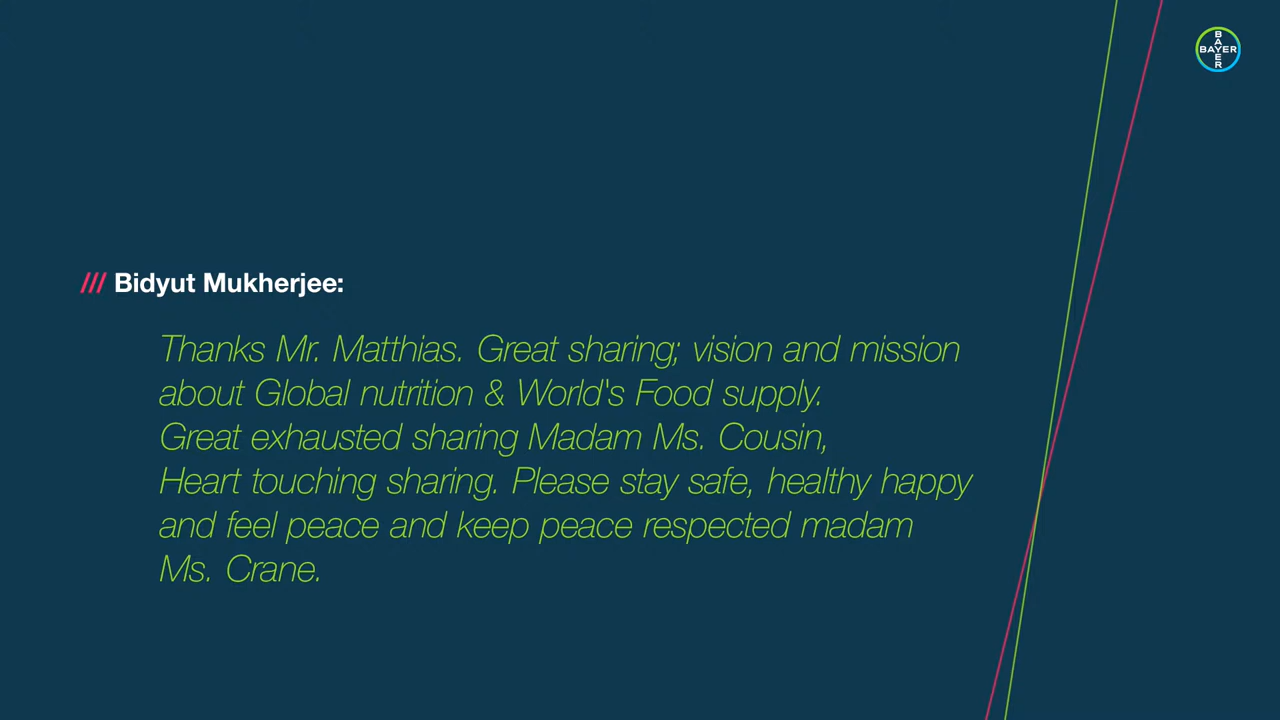 BAYER
BAYER
/// Bidyut Mukherjee:
Thanks Mr. Matthias. Great sharing; vision and mission
about Global nutrition & World's Food supply.
Great exhausted sharing Madam Ms. Cousin,
Heart touching sharing. Please stay safe, healthy happy
and feel peace and keep peace respected madam
Ms. Crane.